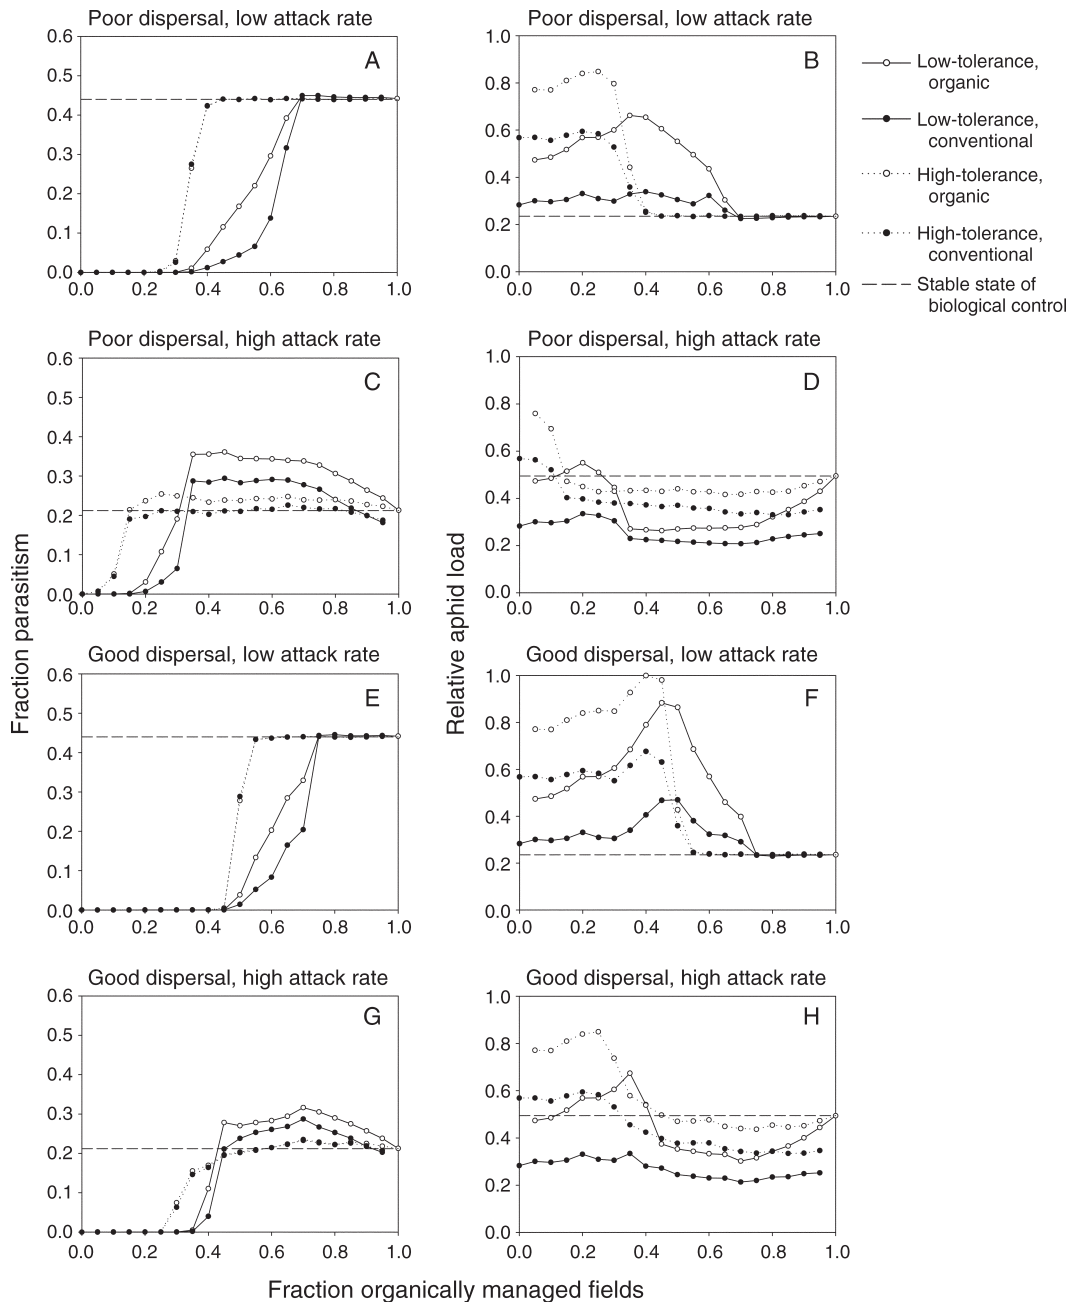 Poor dispersal, low attack rate
0.6
0.5
0.4
0.3
0.2
0.1
0.0
A
0.0 0.2 0.4 0.6 0.8 1.0
Poor dispersal, low attack rate
1.0
0.8
0.6
0.4
0.2
0.0
B
0.0 0.2 0.4 0.6 0.8 1.0
Low-tolerance,
organic
Low-tolerance,
conventional
High-tolerance,
organic
High-tolerance,
conventional
Stable state of
biological control
Poor dispersal, high attack rate
0.6
0.5
0.4
0.3
0.2
0.1
0.0
C
0.0 0.2 0.4 0.6 0.8 1.0
Poor dispersal, high attack rate
1.0
0.8
0.6
0.4
0.2
0.0
D
0.0 0.2 0.4 0.6 0.8 1.0
Fraction parasitism
Relative aphid load
Good dispersal, low attack rate
0.6
0.5
0.4
0.3
0.2
0.1
0.0
E
0.0 0.2 0.4 0.6 0.8 1.0
Good dispersal, low attack rate
1.0
0.8
0.6
0.4
0.2
0.0
F
0.0 0.2 0.4 0.6 0.8 1.0
Good dispersal, high attack rate
0.6
0.5
0.4
0.3
0.2
0.1
0.0
G
0.0 0.2 0.4 0.6 0.8 1.0
Good dispersal, high attack rate
1.0
0.8
0.6
0.4
0.2
0.0
H
0.0 0.2 0.4 0.6 0.8 1.0
Fraction organically managed fields